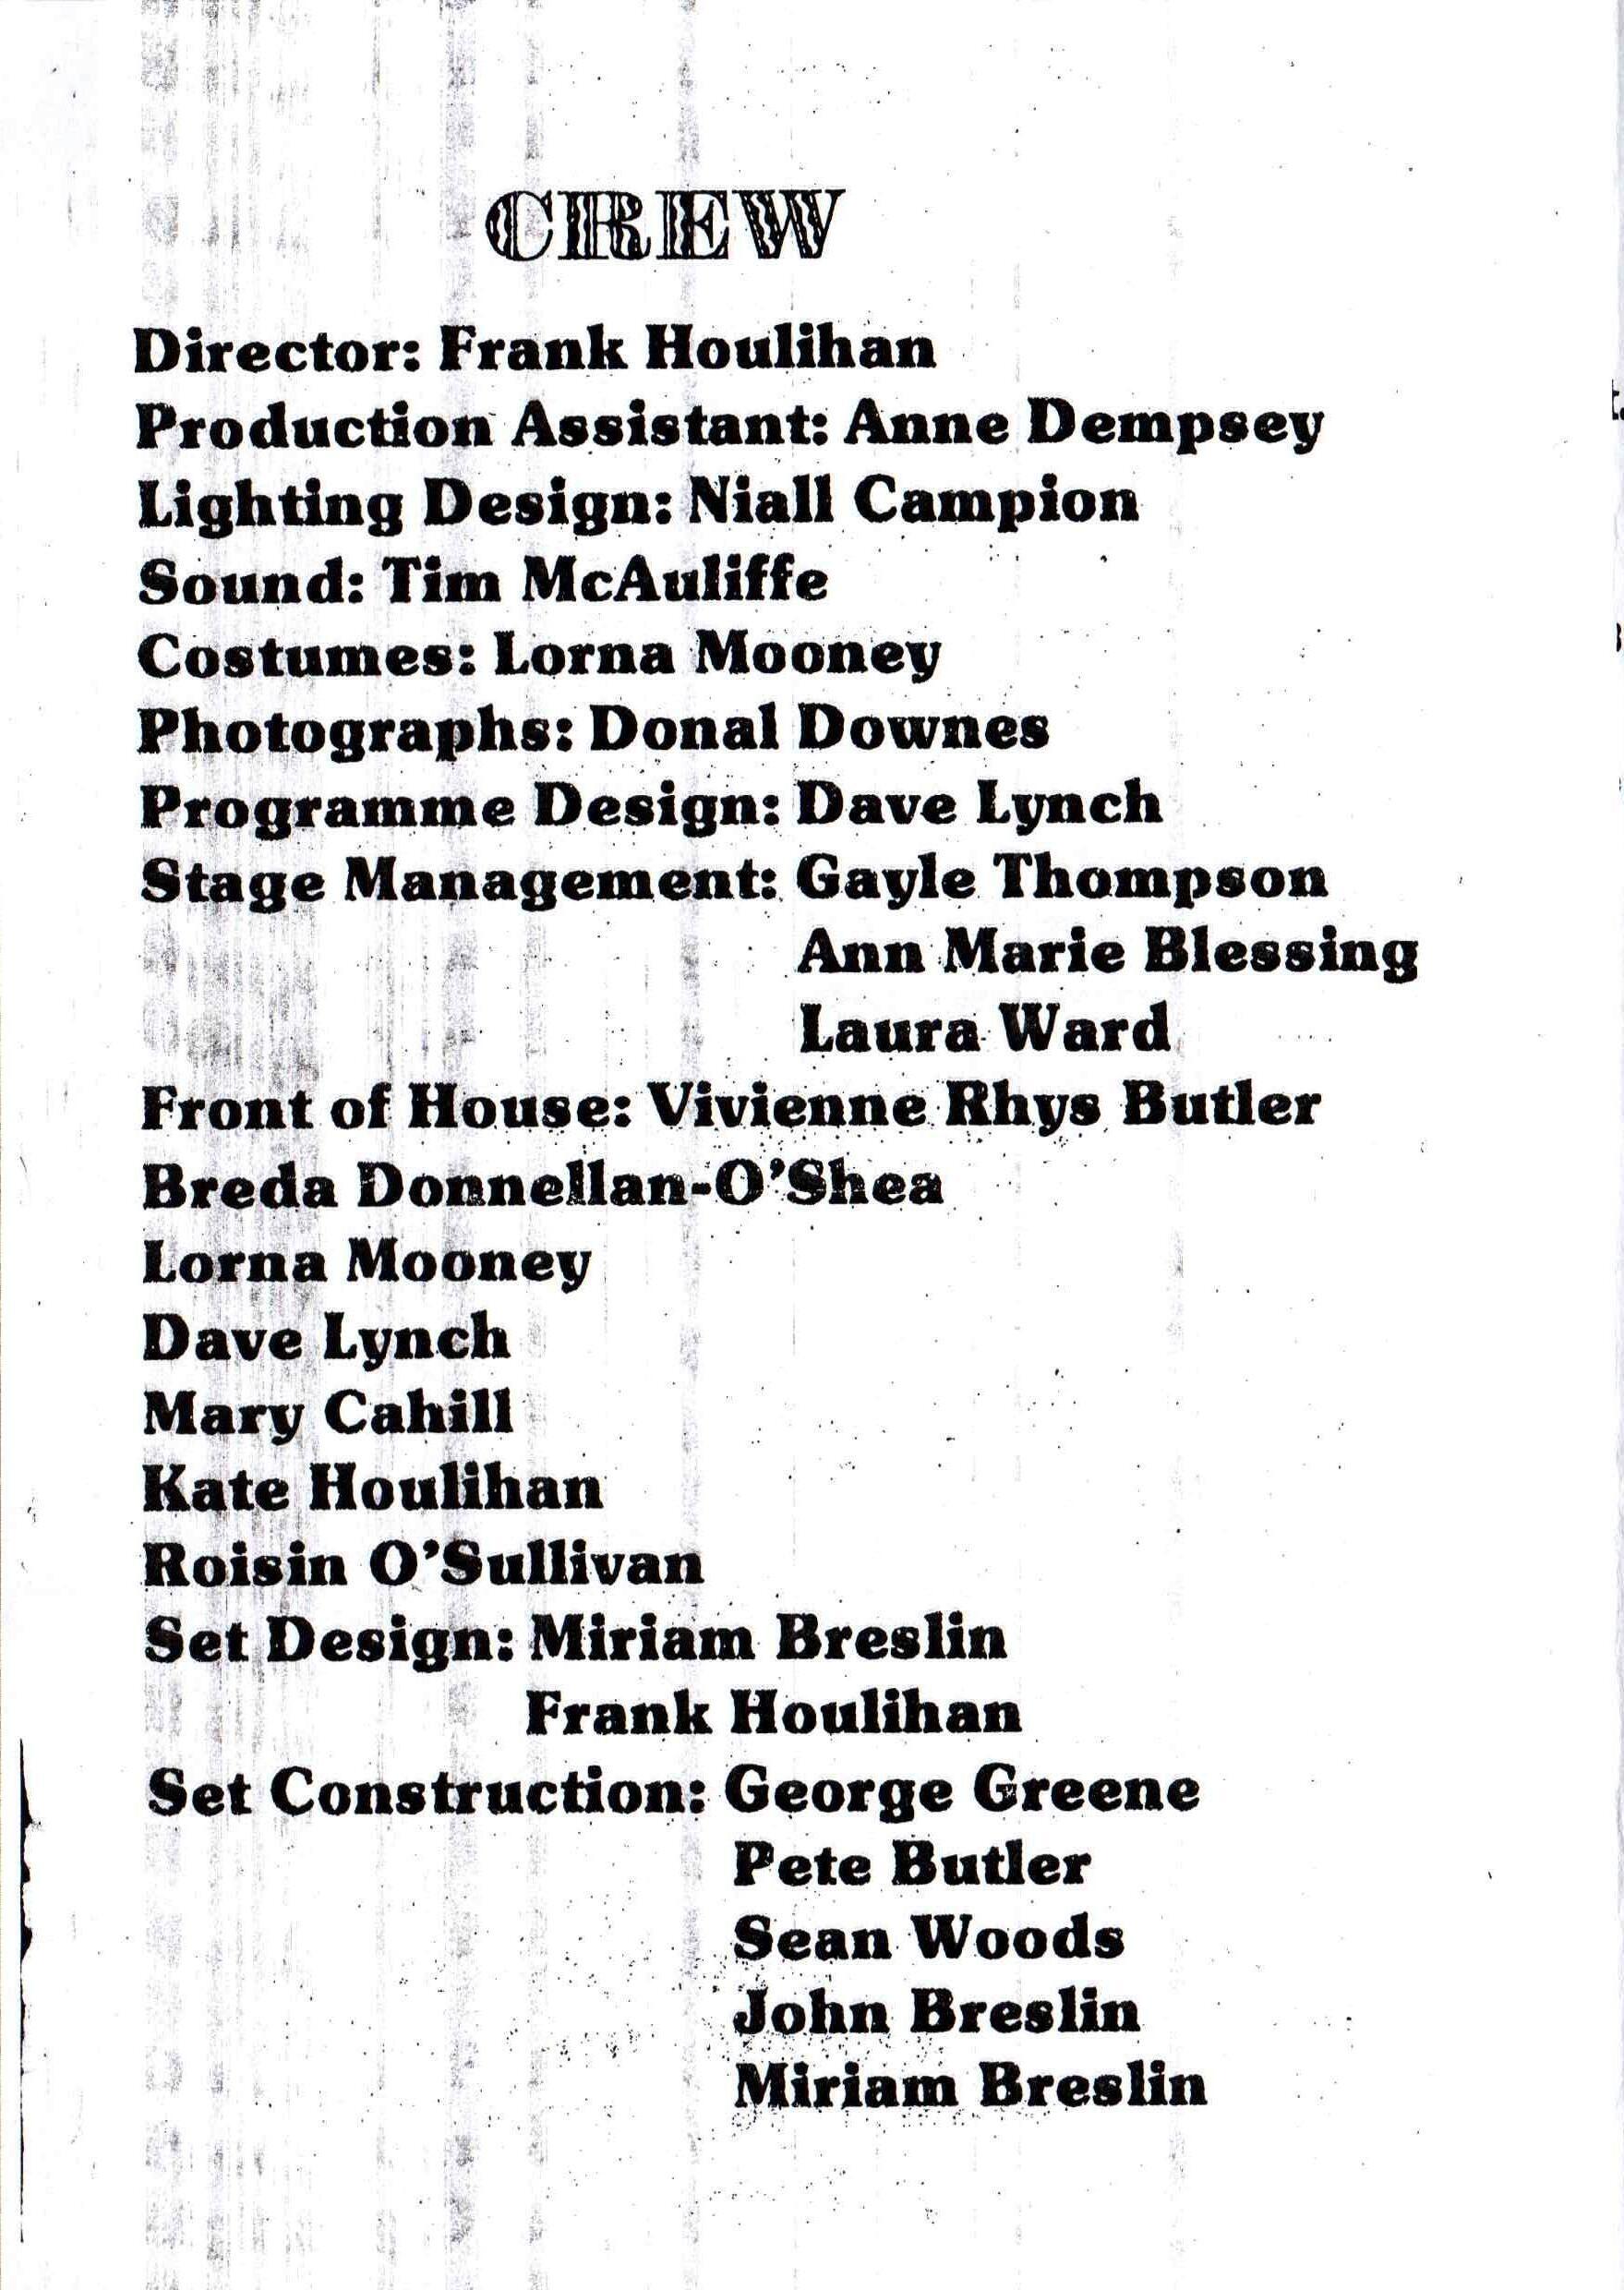 CREW
Director: Frank Houlihan
Production Assistant: Anne Dempsey
Lighting Design: Niall Campion
Sound: Tim McAuliffe
Costumes: Lorna Mooney
Photographs: Donal Downes
Programme Design: Dave Lynch
Stage Management: Gayle Thompson
Ann Marie Blessing
Laura Ward
Front of House: Vivienne Rhys Butler
Breda Donnellan-O'Shea
Lorna Mooney
Dave Lynch
Mary Cahill
Kate Houlihan
Roisin O'Sullivan
Set Design: Miriam Breslin
Frank Houlihan
Set Construction: George Greene
Pete Butler
Sean Woods
John Breslin
Miriam Breslin